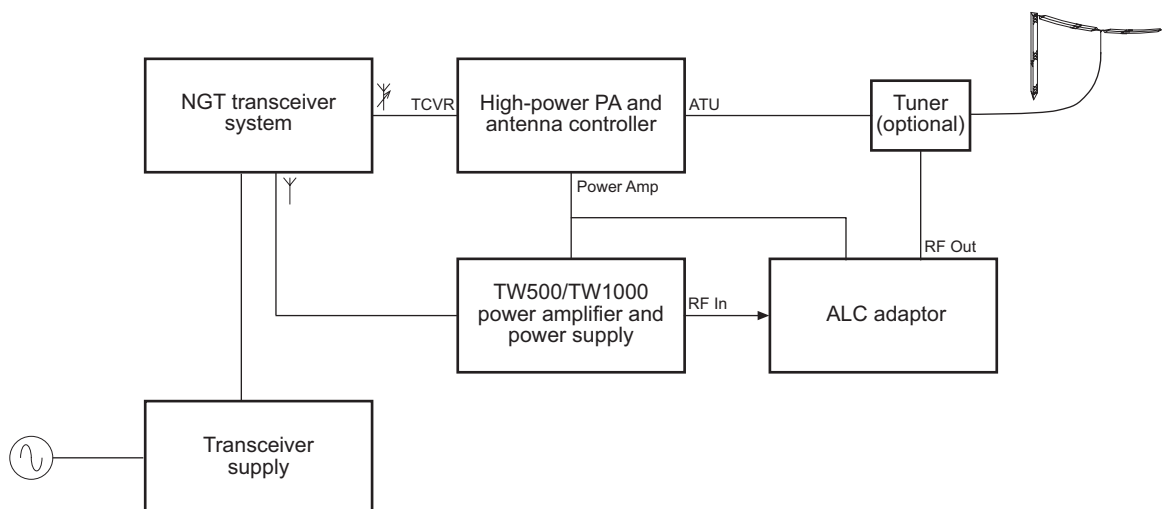 NGT transceiver
system
TCVR
High-power PA and
antenna controller
ATU
Tuner
(optional)
Power Amp
RF Out
TW500/TW1000
power amplifier and
power supply
RF In
ALC adaptor
Transceiver
supply